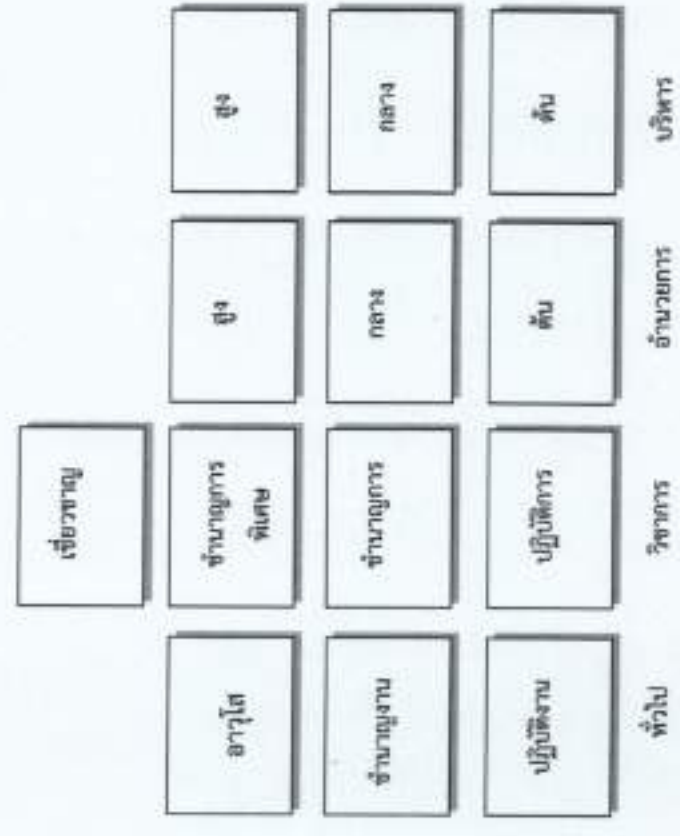 เชี่ยวชาญ
อาวุโส
ชำนาญการ
พิเศษ
สูง
สูง
ชำนาญงาน
ชำนาญการ
กลาง
กลาง
ปฏิบัติงาน
ปฏิบัติการ
ต้น
ต้น
ทั่วไป
วิชาการ
อำนวยการ
บริหาร